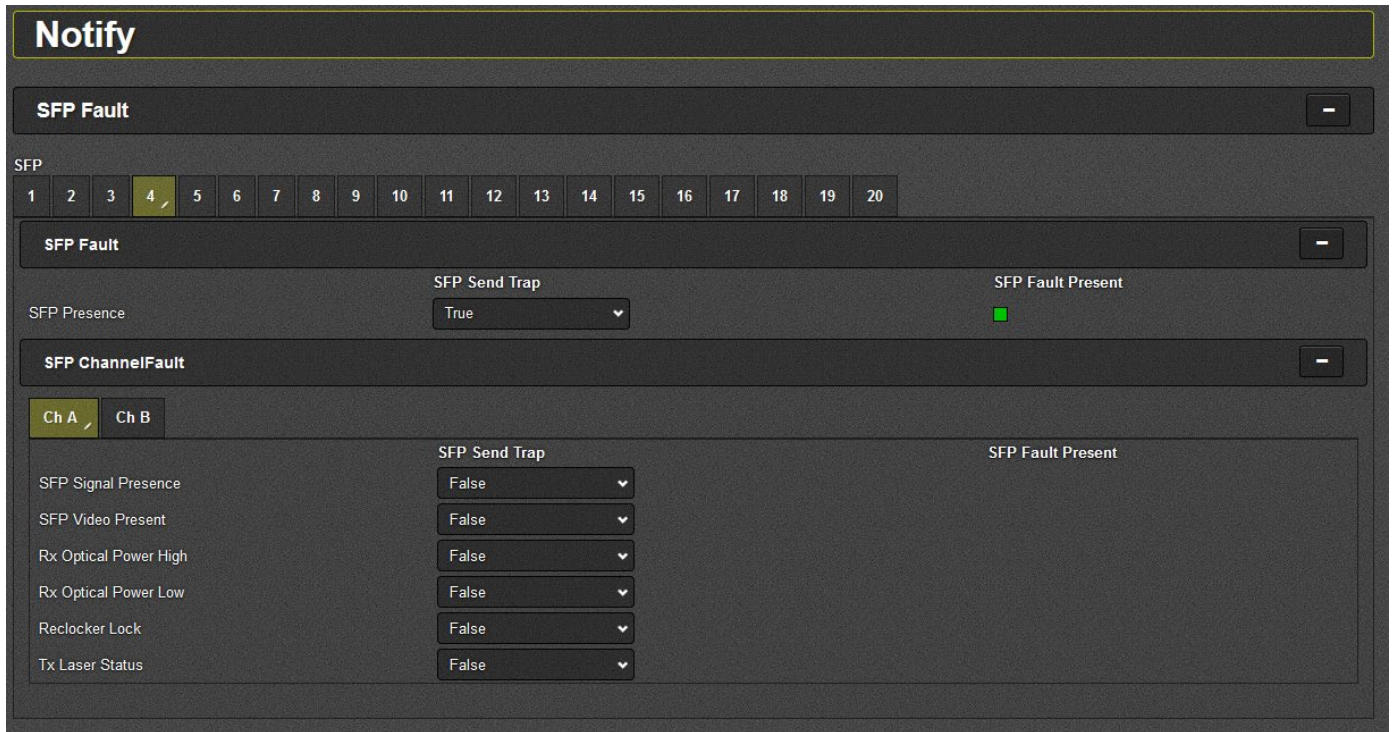 Notify
SFP Fault
SFP
1 2 3 4 5 6 7 8 9 10 11 12 13 14 15 16 17 18 19 20
SFP Fault
SFP Send Trap SFP Fault Present
SFP Presence True
SFP ChannelFault
Ch A Ch B
SFP Send Trap SFP Fault Present
SFP Signal Presence False
SFP Video Present False
Rx Optical Power High False
Rx Optical Power Low False
Reclocker Lock False
Tx Laser Status False